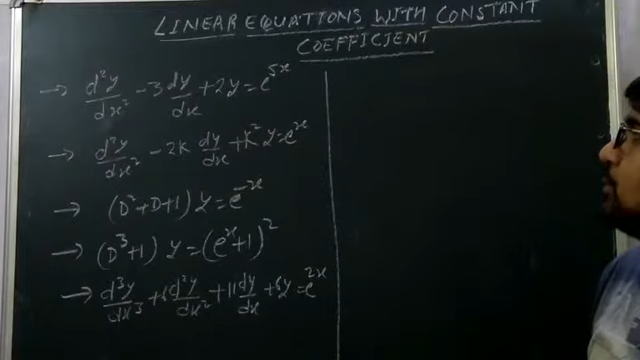 LINEAR EQUATIONS WITH CONSTANT
COEFFICIENT
→ d²y/dx² - 3 dy/dx + 2y = e^5x
→ d²y/dx² - 2K dy/dx + K² y = e^x
→ (D²+D+1) y = e^-x
→ (D³+1) y = (e^x+1)²
→ d³y/dx³ + 6 d²y/dx² + 11 dy/dx + 6y = e^2x